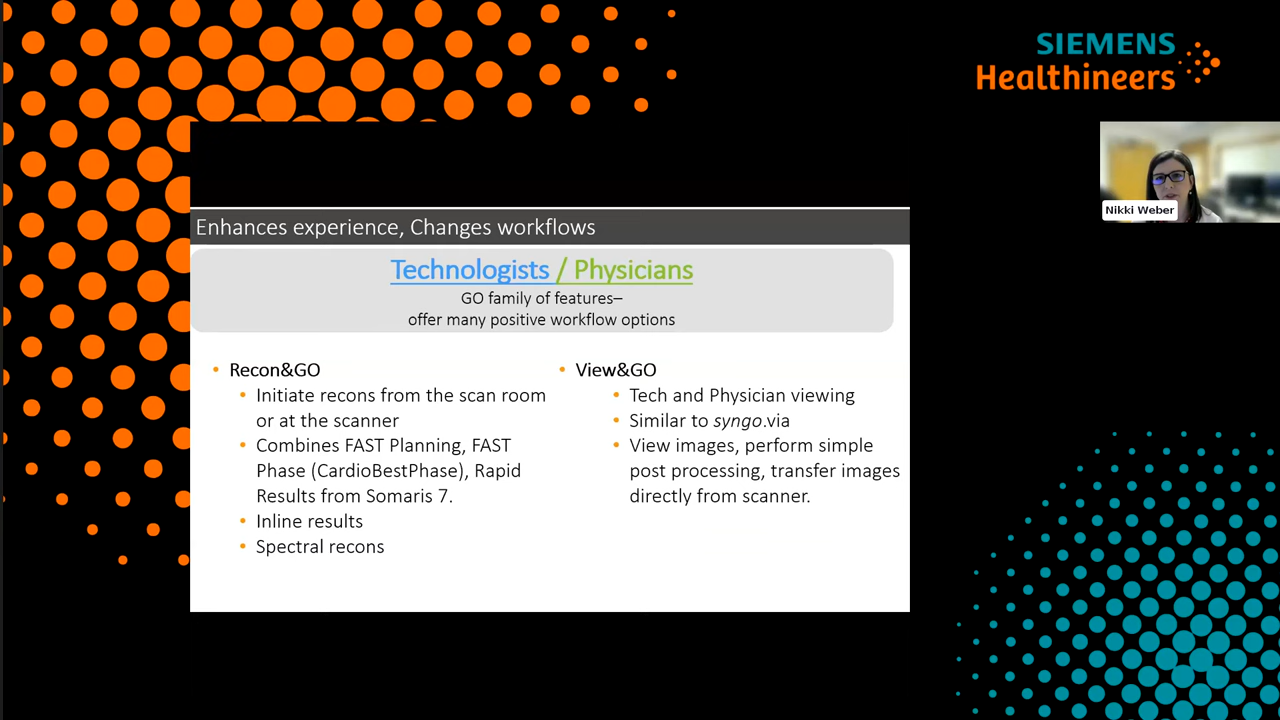 SIEMENS
Healthineers
Nikki Weber
Enhances experience, Changes workflows
Technologists / Physicians
GO family of features–
offer many positive workflow options
• Recon&GO
• Initiate recons from the scan room
or at the scanner
• Combines FAST Planning, FAST
Phase (CardioBestPhase), Rapid
Results from Somaris 7.
• Inline results
• Spectral recons
• View&GO
• Tech and Physician viewing
• Similar to syngo.via
• View images, perform simple
post processing, transfer images
directly from scanner.